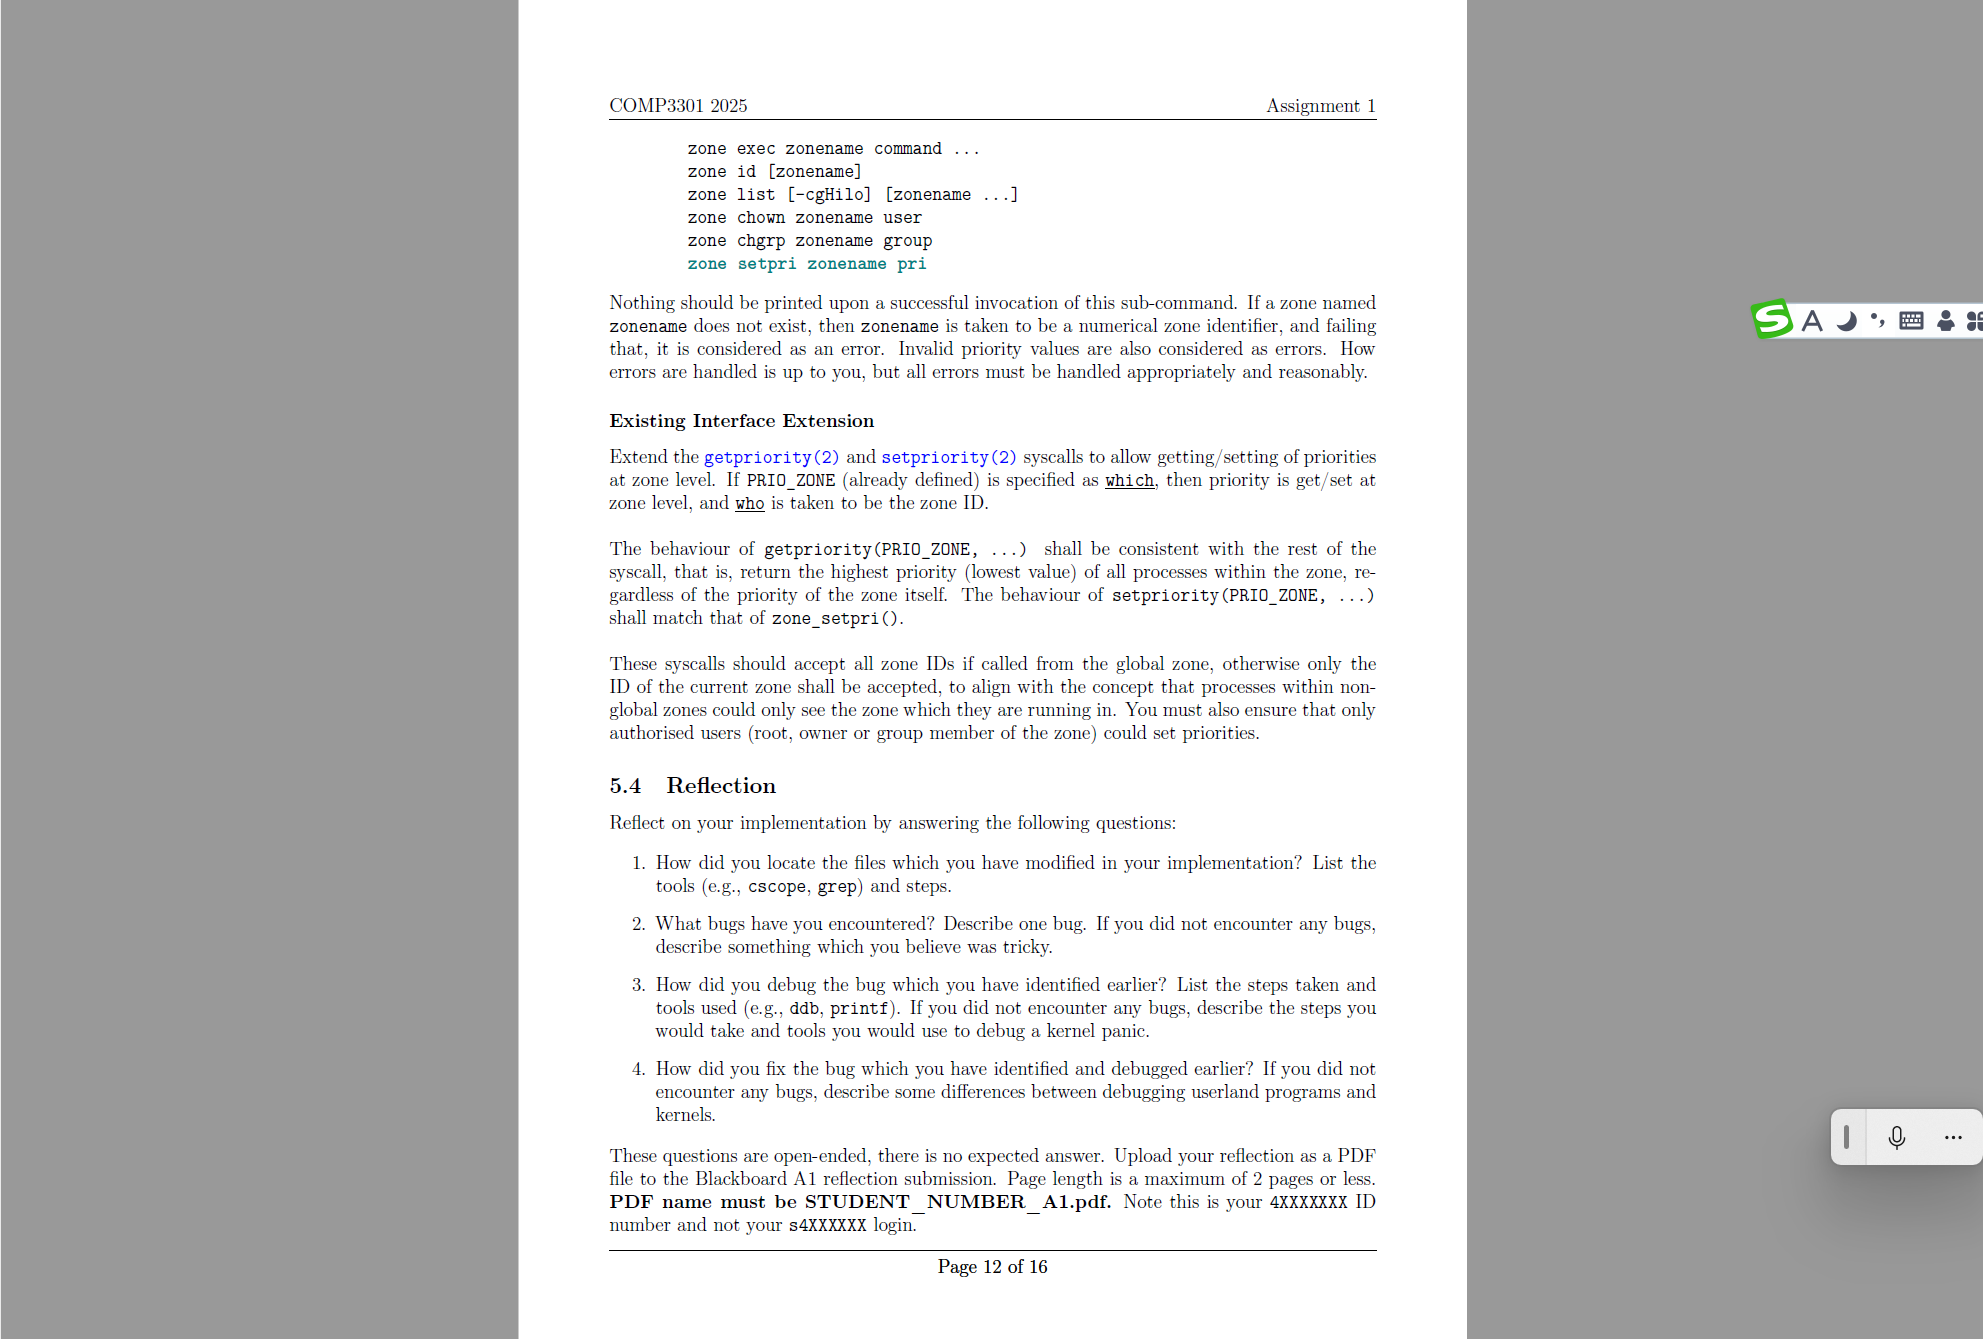 COMP3301 2025 Assignment 1
zone exec zonename command ...
zone id [zonename]
zone list [-cgHilo] [zonename ...]
zone chown zonename user
zone chgrp zonename group
zone setpri zonename pri
Nothing should be printed upon a successful invocation of this sub-command. If a zone named
zonename does not exist, then zonename is taken to be a numerical zone identifier, and failing
that, it is considered as an error. Invalid priority values are also considered as errors. How
errors are handled is up to you, but all errors must be handled appropriately and reasonably.
Existing Interface Extension
Extend the getpriority(2) and setpriority(2) syscalls to allow getting/setting of priorities
at zone level. If PRIO_ZONE (already defined) is specified as which, then priority is get/set at
zone level, and who is taken to be the zone ID.
The behaviour of getpriority(PRIO_ZONE, ...) shall be consistent with the rest of the
syscall, that is, return the highest priority (lowest value) of all processes within the zone, re-
gardless of the priority of the zone itself. The behaviour of setpriority(PRIO_ZONE, ...)
shall match that of zone_setpri().
These syscalls should accept all zone IDs if called from the global zone, otherwise only the
ID of the current zone shall be accepted, to align with the concept that processes within non-
global zones could only see the zone which they are running in. You must also ensure that only
authorised users (root, owner or group member of the zone) could set priorities.
5.4 Reflection
Reflect on your implementation by answering the following questions:
1. How did you locate the files which you have modified in your implementation? List the
tools (e.g., cscope, grep) and steps.
2. What bugs have you encountered? Describe one bug. If you did not encounter any bugs,
describe something which you believe was tricky.
3. How did you debug the bug which you have identified earlier? List the steps taken and
tools used (e.g., ddb, printf). If you did not encounter any bugs, describe the steps you
would take and tools you would use to debug a kernel panic.
4. How did you fix the bug which you have identified and debugged earlier? If you did not
encounter any bugs, describe some differences between debugging userland programs and
kernels.
These questions are open-ended, there is no expected answer. Upload your reflection as a PDF
file to the Blackboard A1 reflection submission. Page length is a maximum of 2 pages or less.
PDF name must be STUDENT_NUMBER_A1.pdf. Note this is your 4XXXXXXX ID
number and not your s4XXXXXX login.
Page 12 of 16
S A